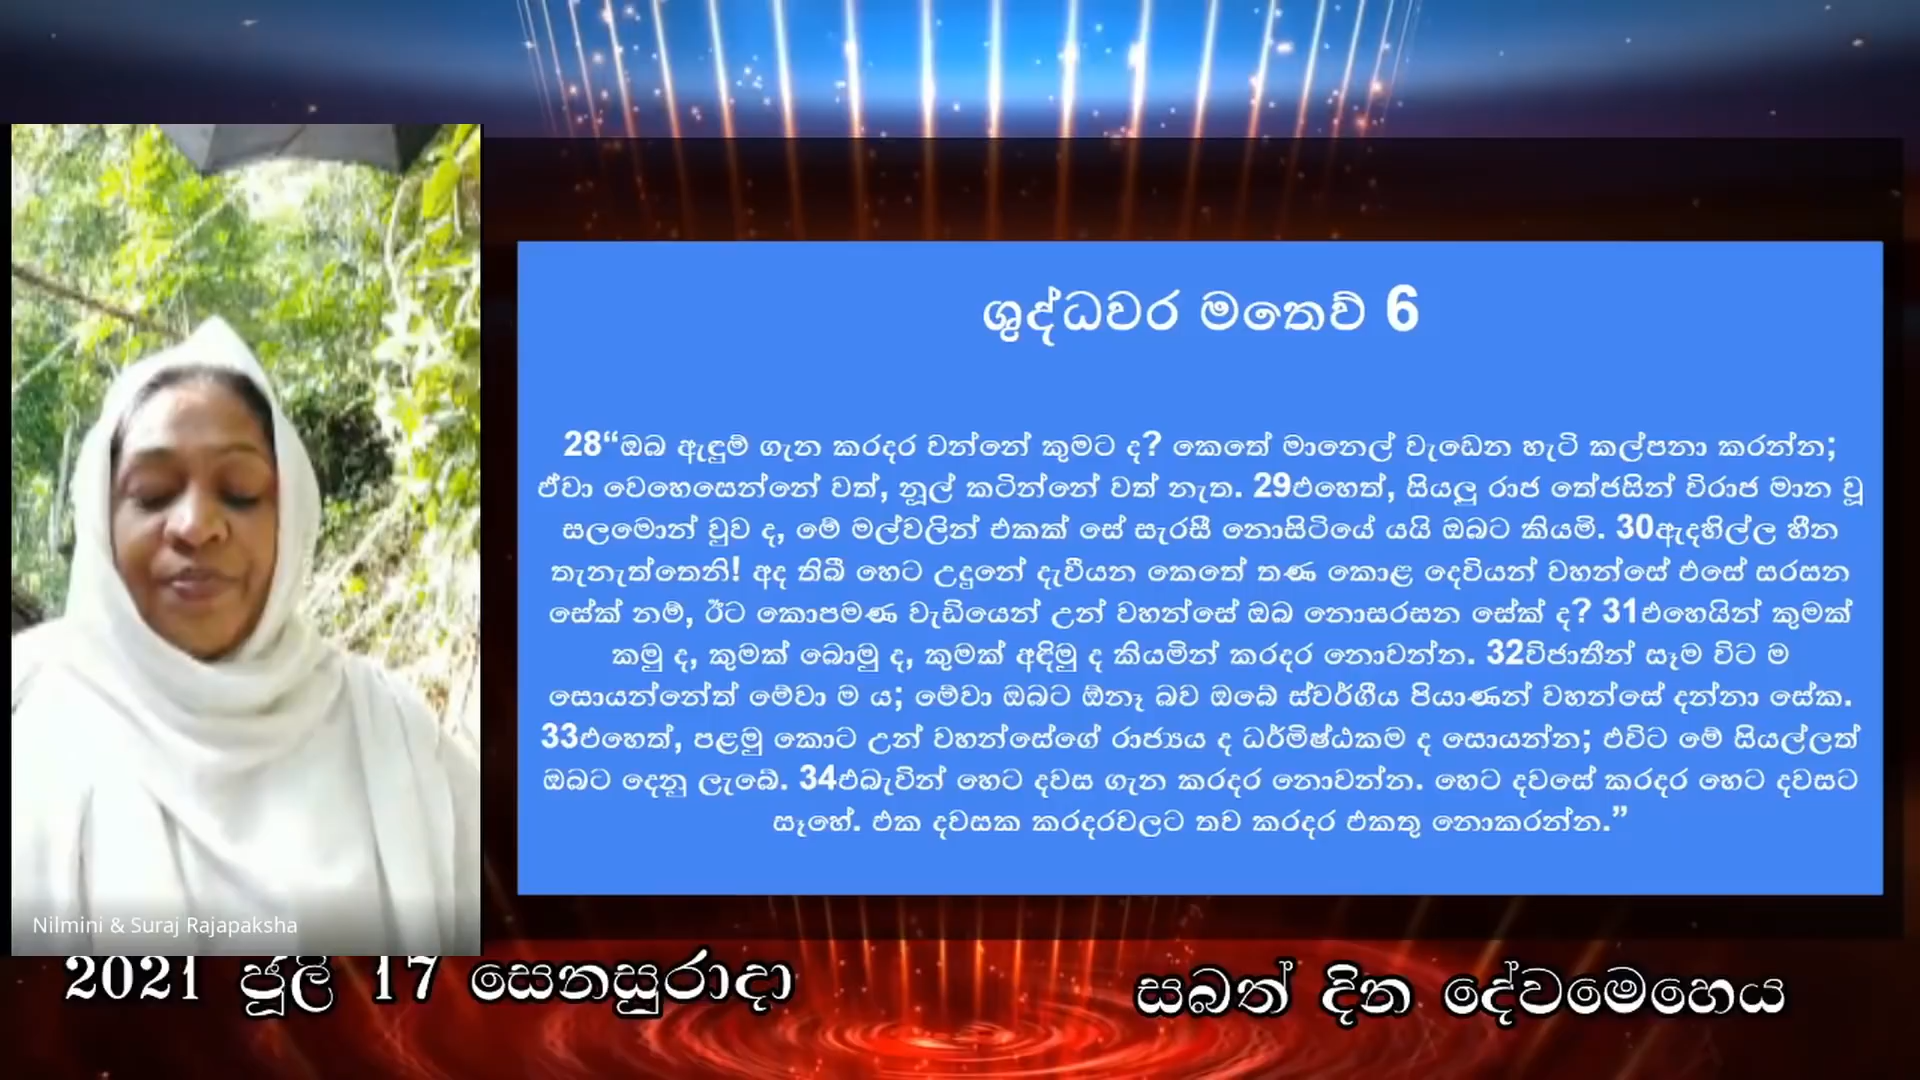 ශුද්ධවර මතෙව් 6
28“ඔබ ඇඳුම් ගැන කරදර වන්නේ කුමට ද? කෙතේ මානෙල් වැඩෙන හැටි කල්පනා කරන්න;
ඒවා වෙහෙසෙන්නේ වත්, නූල් කටින්නේ වත් නැත. 29එහෙත්, සියලු රාජ තේජසින් විරාජ මාන වූ
සලමොන් වුව ද, මේ මල්වලින් එකක් සේ සැරසී නොසිටියේ යයි ඔබට කියමි. 30ඇදහිල්ල හීන
තැනැත්තෙනි! අද තිබී හෙට උදුනේ දැවීයන කෙතේ තණ කොළ දෙවියන් වහන්සේ එසේ සරසන
සේක් නම්, ඊට කොපමණ වැඩියෙන් උන් වහන්සේ ඔබ නොසරසන සේක් ද? 31එහෙයින් කුමක්
කමු ද, කුමක් බොමු ද, කුමක් අඳිමු ද කියමින් කරදර නොවන්න. 32විජාතීන් සෑම විට ම
සොයන්නේත් මේවා ම ය; මේවා ඔබට ඕනෑ බව ඔබේ ස්වර්ගීය පියාණන් වහන්සේ දන්නා සේක.
33එහෙත්, පළමු කොට උන් වහන්සේගේ රාජ්‍යය ද ධර්මිෂ්ඨකම ද සොයන්න; එවිට මේ සියල්ලත්
ඔබට දෙනු ලැබේ. 34එබැවින් හෙට දවස ගැන කරදර නොවන්න. හෙට දවසේ කරදර හෙට දවසට
සෑහේ. එක දවසක කරදරවලට තව කරදර එකතු නොකරන්න.”
Nilmini & Suraj Rajapaksha
2021 ජූලි 17 සෙනසුරාදා
සබත් දින දේවමෙහෙය